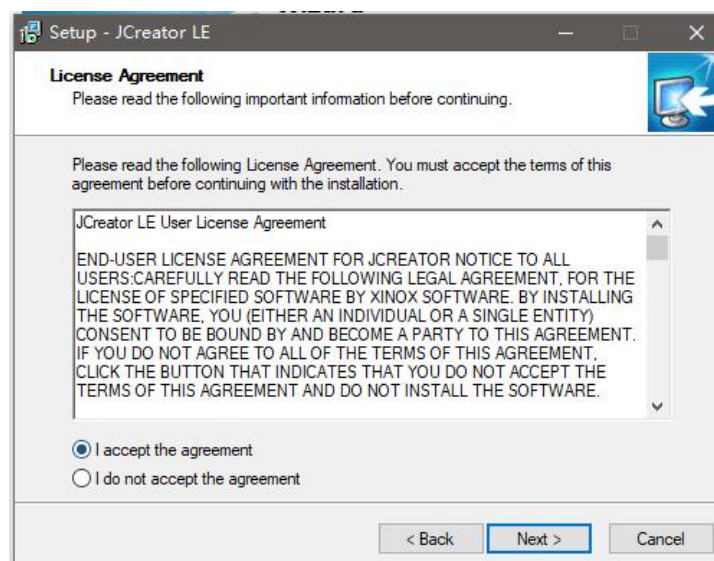 Setup - JCreator LE
License Agreement
Please read the following important information before continuing.
Please read the following License Agreement. You must accept the terms of this
agreement before continuing with the installation.
JCreator LE User License Agreement
END-USER LICENSE AGREEMENT FOR JCREATOR NOTICE TO ALL
USERS:CAREFULLY READ THE FOLLOWING LEGAL AGREEMENT, FOR THE
LICENSE OF SPECIFIED SOFTWARE BY XINOX SOFTWARE. BY INSTALLING
THE SOFTWARE, YOU (EITHER AN INDIVIDUAL OR A SINGLE ENTITY)
CONSENT TO BE BOUND BY AND BECOME A PARTY TO THIS AGREEMENT.
IF YOU DO NOT AGREE TO ALL OF THE TERMS OF THIS AGREEMENT,
CLICK THE BUTTON THAT INDICATES THAT YOU DO NOT ACCEPT THE
TERMS OF THIS AGREEMENT AND DO NOT INSTALL THE SOFTWARE.
I accept the agreement
I do not accept the agreement
< Back
Next >
Cancel